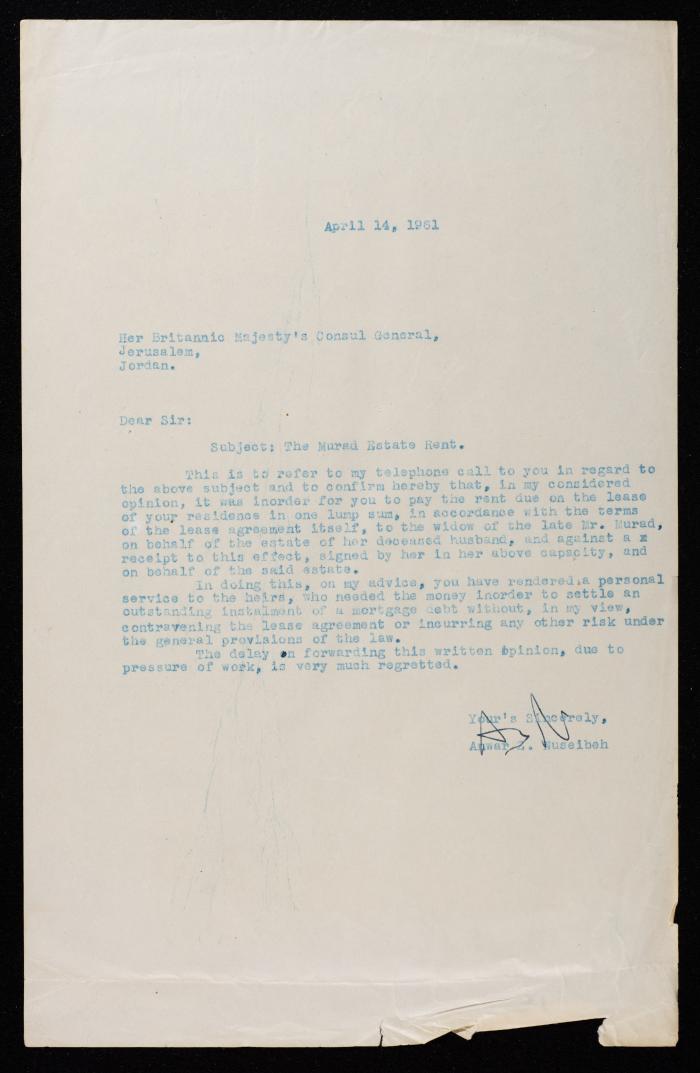 April 14, 1961
Her Britannic Majesty's Consul General,
Jerusalem,
Jordan.
Dear Sir:
Subject: The Murad Estate Rent.
This is to refer to my telephone call to you in regard to
the above subject and to confirm hereby that, in my considered
opinion, it was inorder for you to pay the rent due on the lease
of your residence in one lump sum, in accordance with the terms
of the lease agreement itself, to the widow of the late Mr. Murad,
on behalf of the estate of her deceased husband, and against a x
receipt to this effect, signed by her in her above capacity, and
on behalf of the said estate.
In doing this, on my advice, you have rendered.a personal
service to the heirs, who needed the money inorder to settle an
outstanding instalment of a mortgage debt without, in my view,
contravening the lease agreement or incurring any other risk under
the general provisions of the law.
The delay on forwarding this written opinion, due to
pressure of work, is very much regretted.
Your's Sincerely,
Anwar Z. Nuseibeh